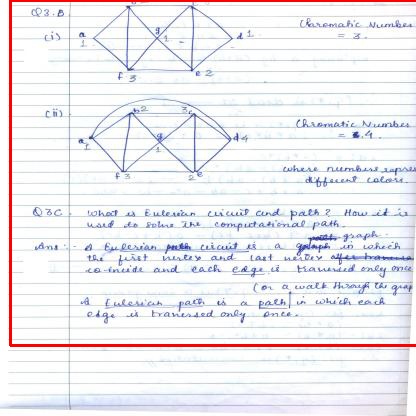 Q3.B
(i)
Chromatic Number
= 3.
a 1
g
1
d 1.
f 3
e 2
(ii)
b 2
3 c
Chromatic Number
= 4.
a
1
g
1
d 4
f 3
2 e
where numbers
different colors.
Q3C. What is Eulerian circuit and path? How it is
used to solve the computational path.
Ans :- A Eulerian path circuit is a graph in which
path graph.
the first vertex and last vertex after
co-inside and each edge is traversed only once
(or a walk through the
A Eulerian path is a path in which each
edge is traversed only once.